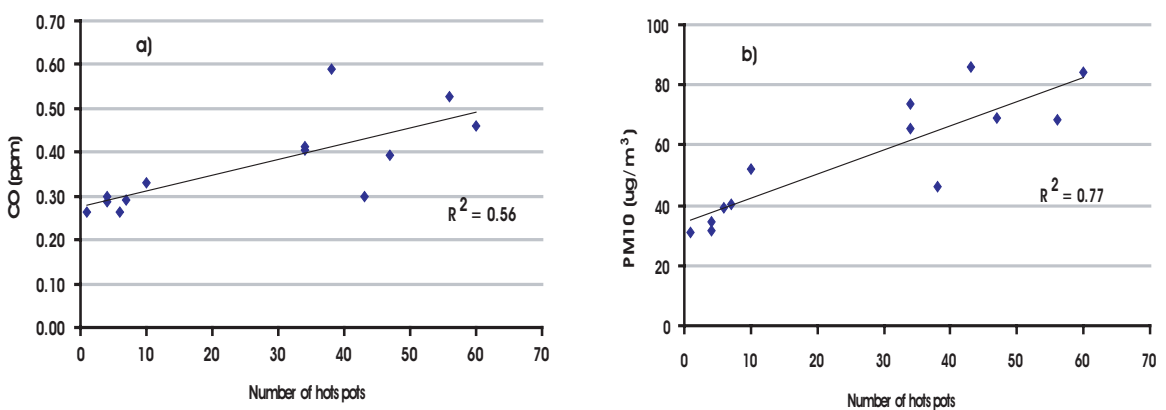 a)
CO (ppm)
0.70
0.60
0.50
0.40
0.30
0.20
0.10
0.00
R² = 0.56
0 10 20 30 40 50 60 70
Number of hots pots
b)
PM10 (ug/m³)
100
80
60
40
20
0
R² = 0.77
0 10 20 30 40 50 60 70
Number of hots pots